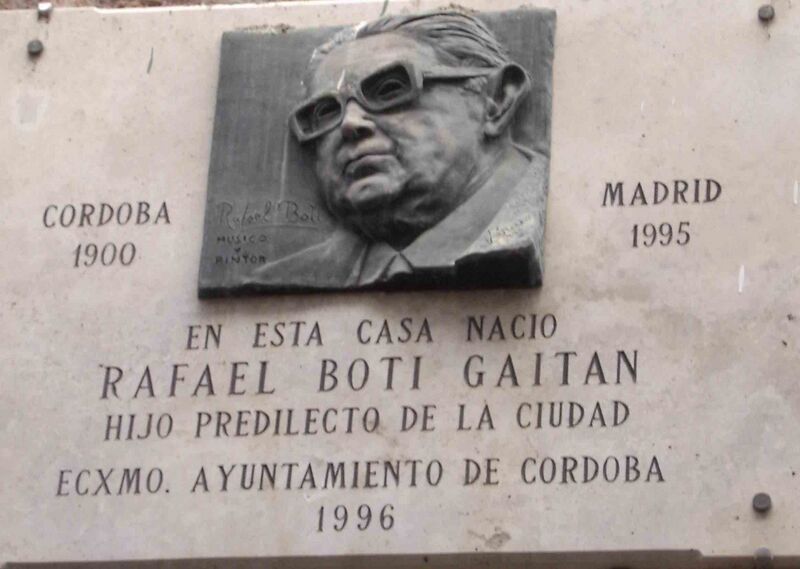 CORDOBA
1900
Rafael Boti
MUSICO
Y
PINTOR
MADRID
1995
EN ESTA CASA NACIO
RAFAEL BOTI GAITAN
HIJO PREDILECTO DE LA CIUDAD
ECXMO. AYUNTAMIENTO DE CORDOBA
1996